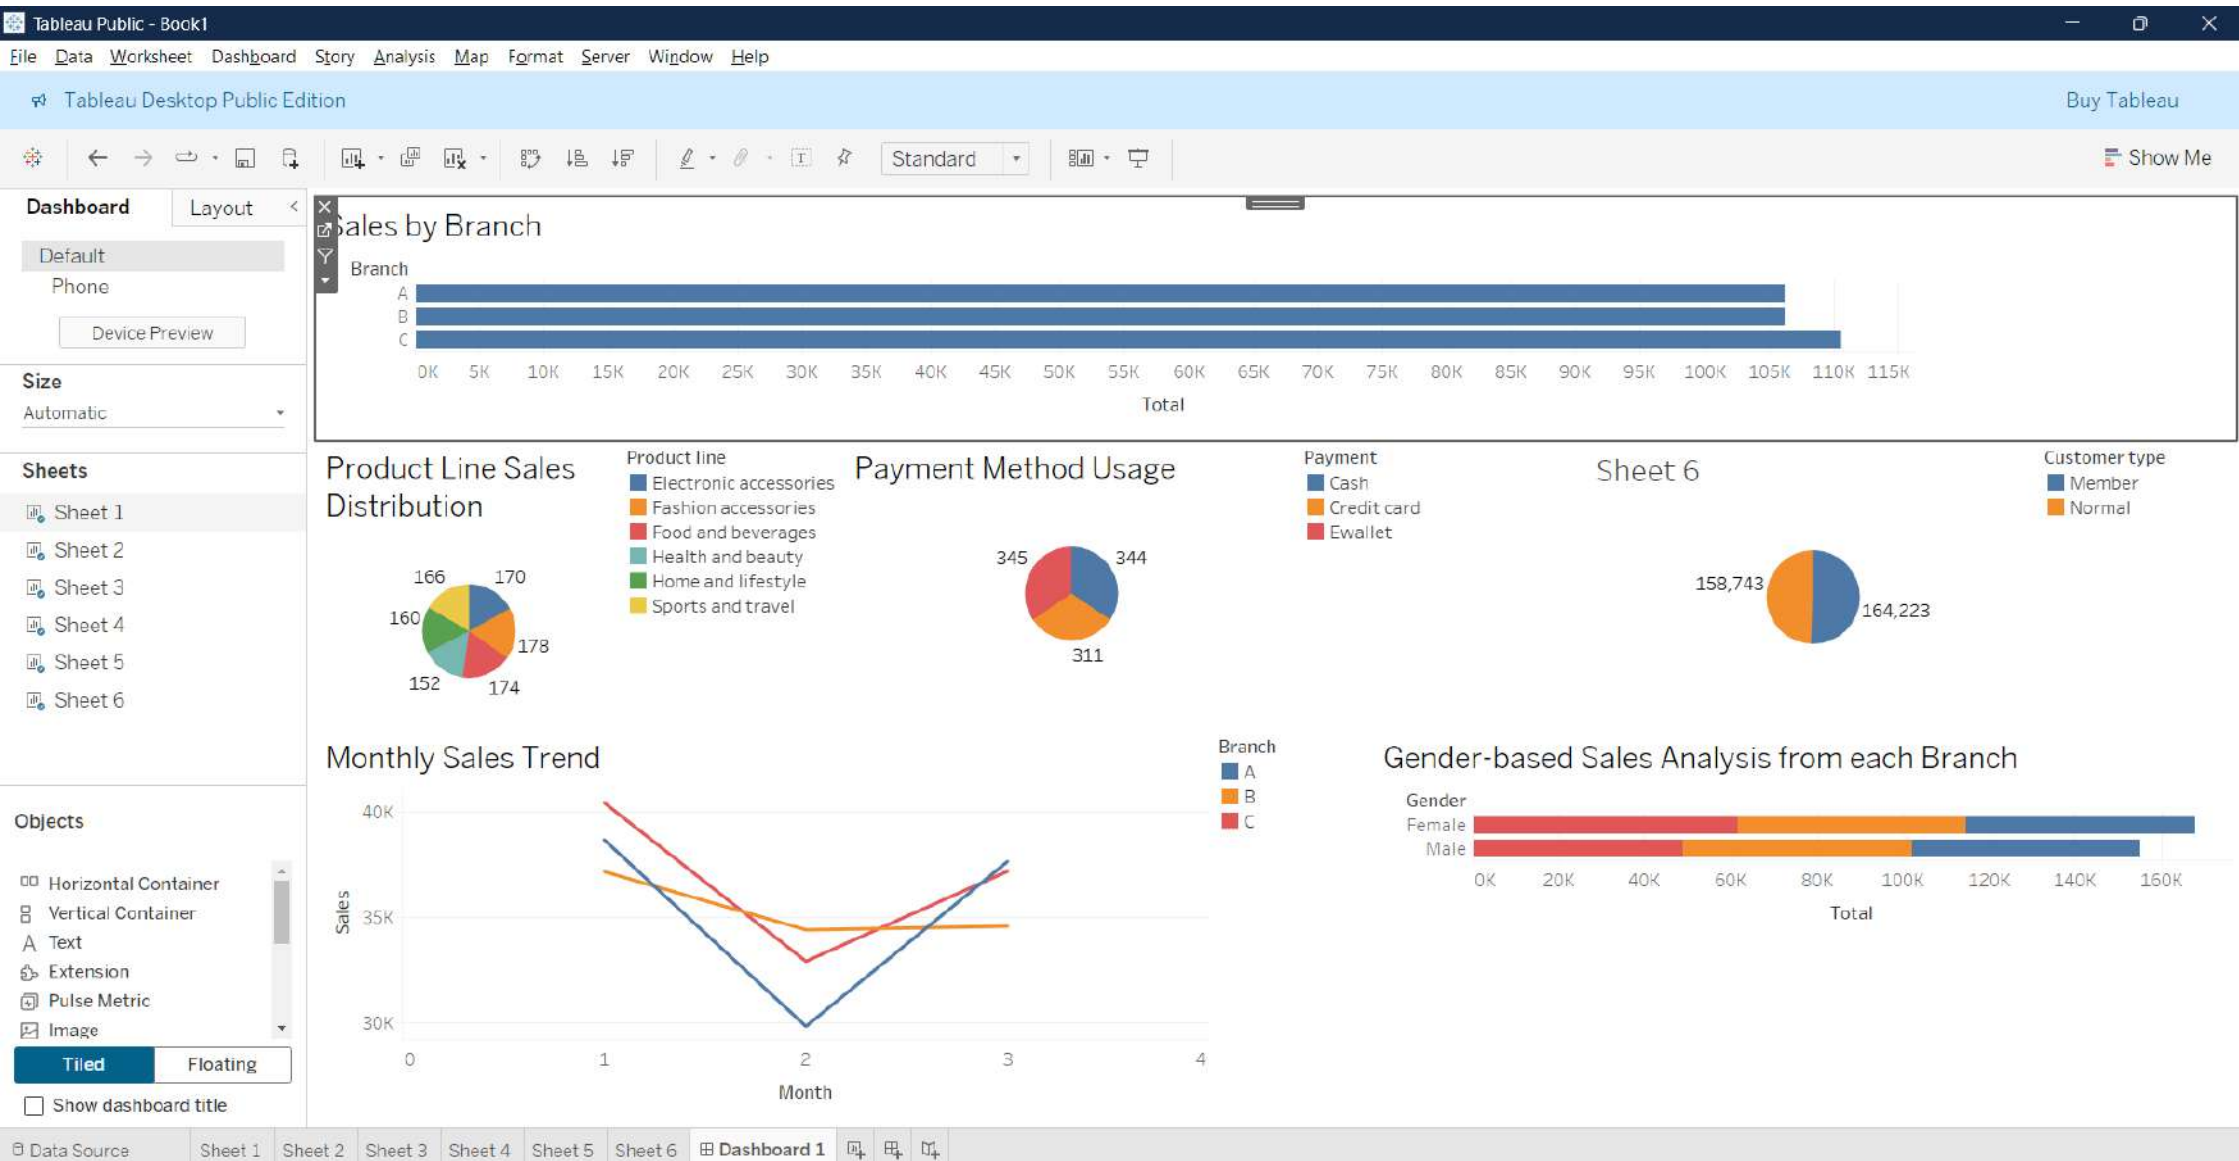 Tableau Public - Book1
File Data Worksheet Dashboard Story Analysis Map Format Server Window Help
Tableau Desktop Public Edition
Buy Tableau
Standard
Show Me
Dashboard
Layout
Default
Phone
Device Preview
Size
Automatic
Sheets
Sheet 1
Sheet 2
Sheet 3
Sheet 4
Sheet 5
Sheet 6
Objects
Horizontal Container
Vertical Container
A Text
Extension
Pulse Metric
Image
Tiled
Floating
Show dashboard title
Sales by Branch
Branch
A
B
C
0K 5K 10K 15K 20K 25K 30K 35K 40K 45K 50K 55K 60K 65K 70K 75K 80K 85K 90K 95K 100K 105K 110K 115K
Total
Product Line Sales
Distribution
166
170
160
178
152
174
Product line
Electronic accessories
Fashion accessories
Food and beverages
Health and beauty
Home and lifestyle
Sports and travel
Payment Method Usage
345
344
311
Payment
Cash
Credit card
Ewallet
Sheet 6
158,743
164,223
Customer type
Member
Normal
Monthly Sales Trend
40K
35K
30K
Sales
0 1 2 3 4
Month
Branch
A
B
C
Gender-based Sales Analysis from each Branch
Gender
Female
Male
0K 20K 40K 60K 80K 100K 120K 140K 160K
Total
Data Source Sheet 1 Sheet 2 Sheet 3 Sheet 4 Sheet 5 Sheet 6 Dashboard 1